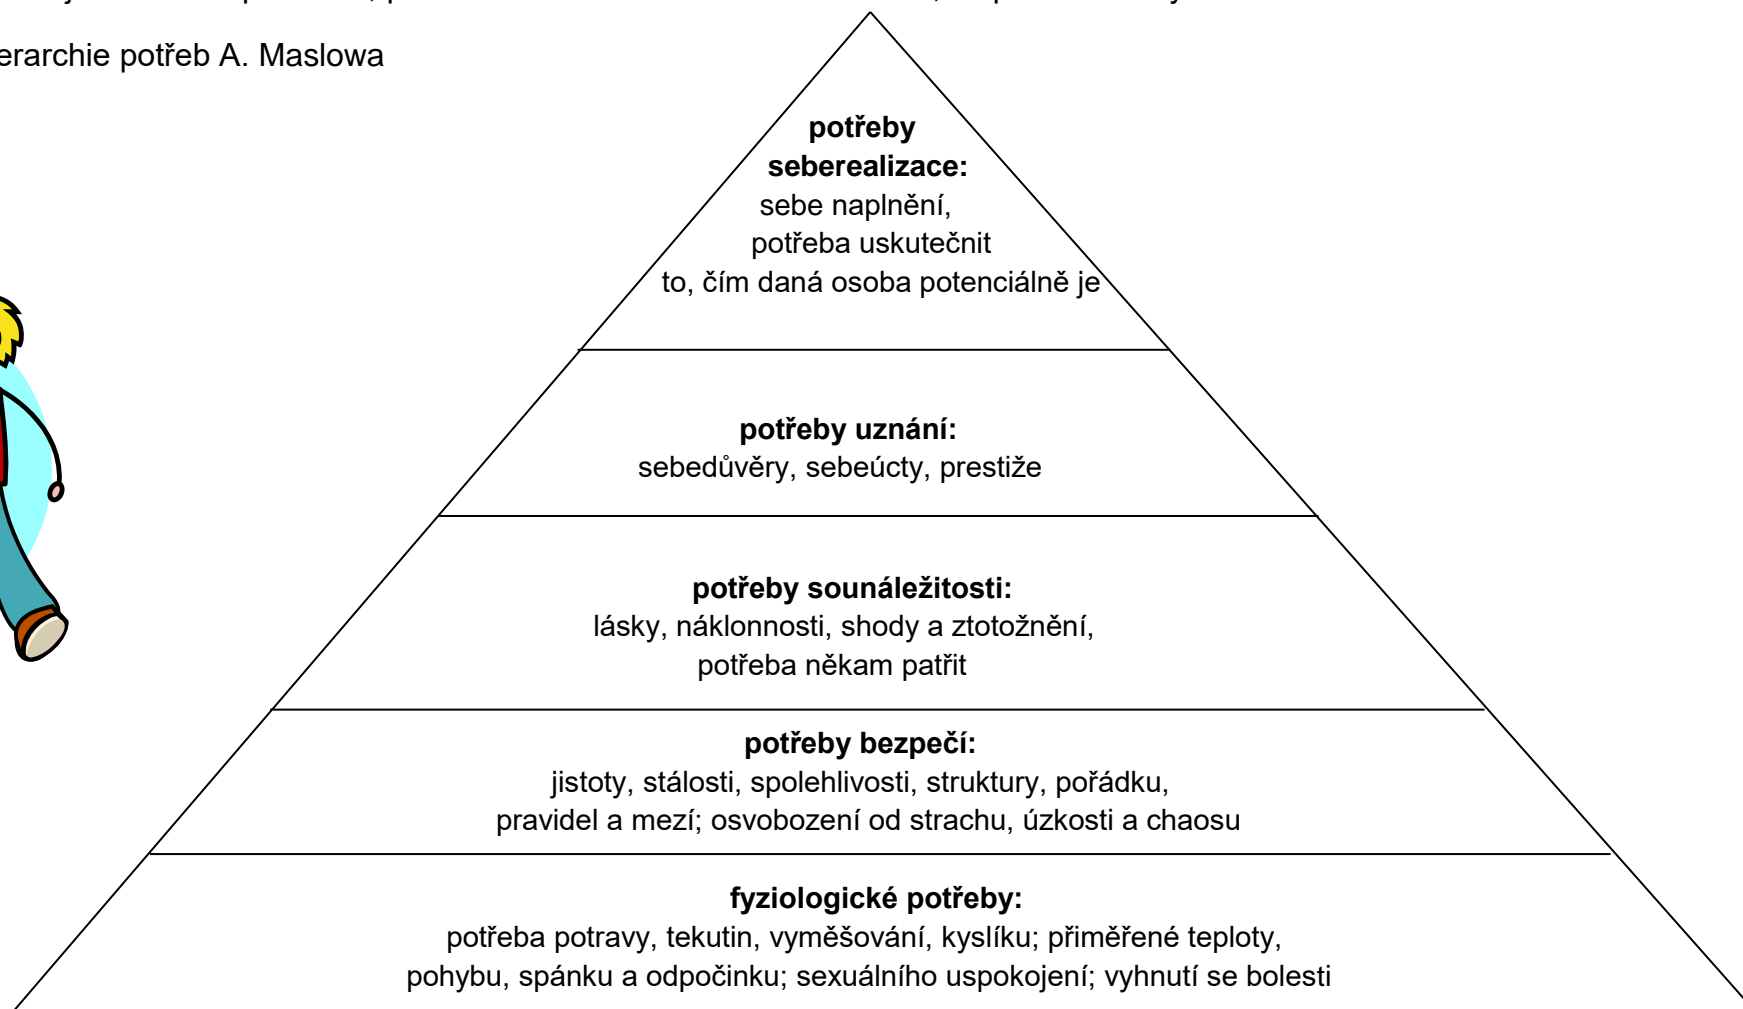 erarchie potřeb A. Maslowa
potřeby
seberealizace:
sebe naplnění,
potřeba uskutečnit
to, čím daná osoba potenciálně je
potřeby uznání:
sebedůvěry, sebeúcty, prestiže
potřeby sounáležitosti:
lásky, náklonnosti, shody a ztotožnění,
potřeba někam patřit
potřeby bezpečí:
jistoty, stálosti, spolehlivosti, struktury, pořádku,
pravidel a mezí; osvobození od strachu, úzkosti a chaosu
fyziologické potřeby:
potřeba potravy, tekutin, vyměšování, kyslíku; přiměřené teploty,
pohybu, spánku a odpočinku; sexuálního uspokojení; vyhnutí se bolesti